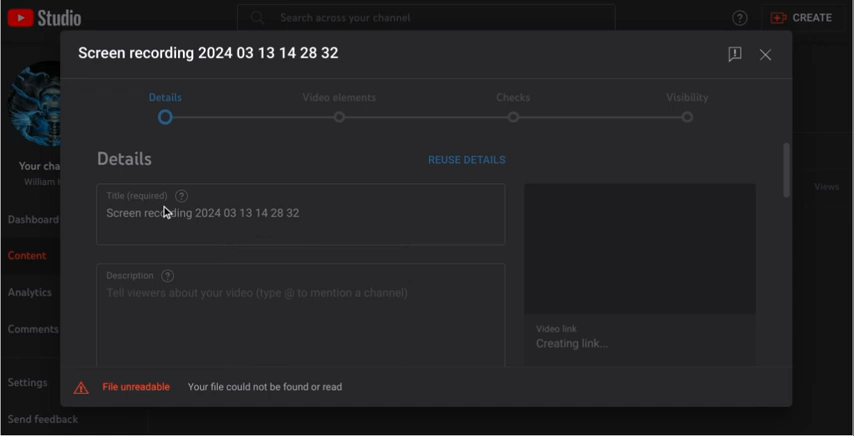 Studio
Search across your channel
CREATE
Screen recording 2024 03 13 14 28 32
Details
Video elements
Checks
Visibility
Details
REUSE DETAILS
Title (required)
Screen recording 2024 03 13 14 28 32
Description
Tell viewers about your video (type @ to mention a channel)
Video link
Creating link...
File unreadable
Your file could not be found or read
Your cha
William
Dashboard
Content
Analytics
Comments
Settings
Send feedback
Views